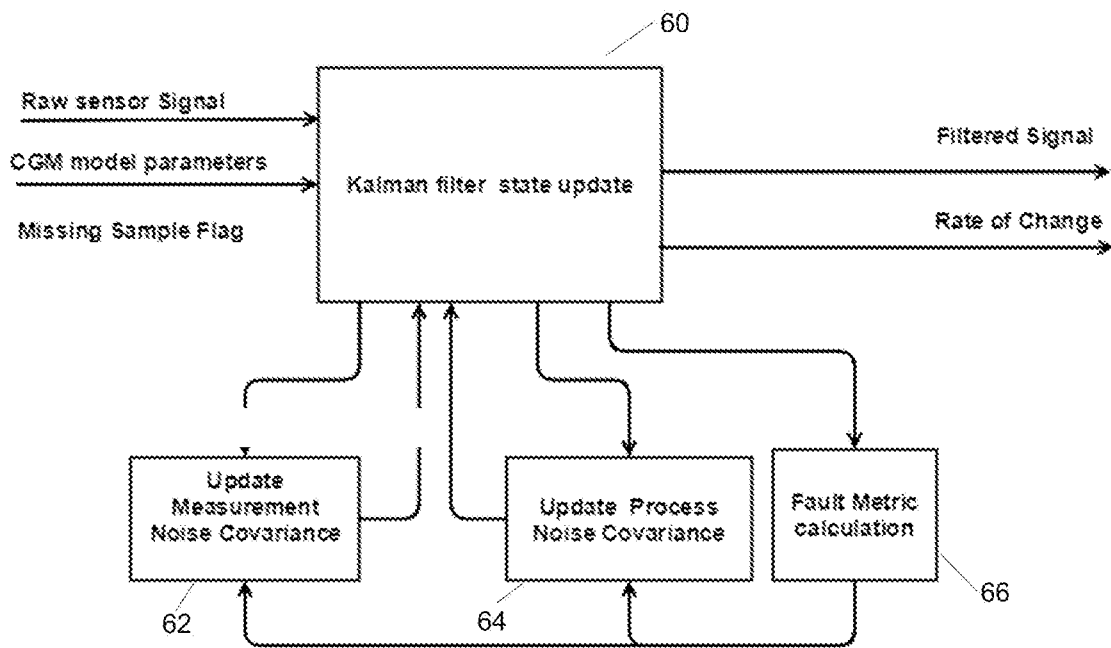 60
Raw sensor Signal
CGM model parameters
Missing Sample Flag
Kalman filter state update
Filtered Signal
Rate of Change
Update
Measurement
Noise Covariance
Update Process
Noise Covariance
Fault Metric
calculation
62
64
66